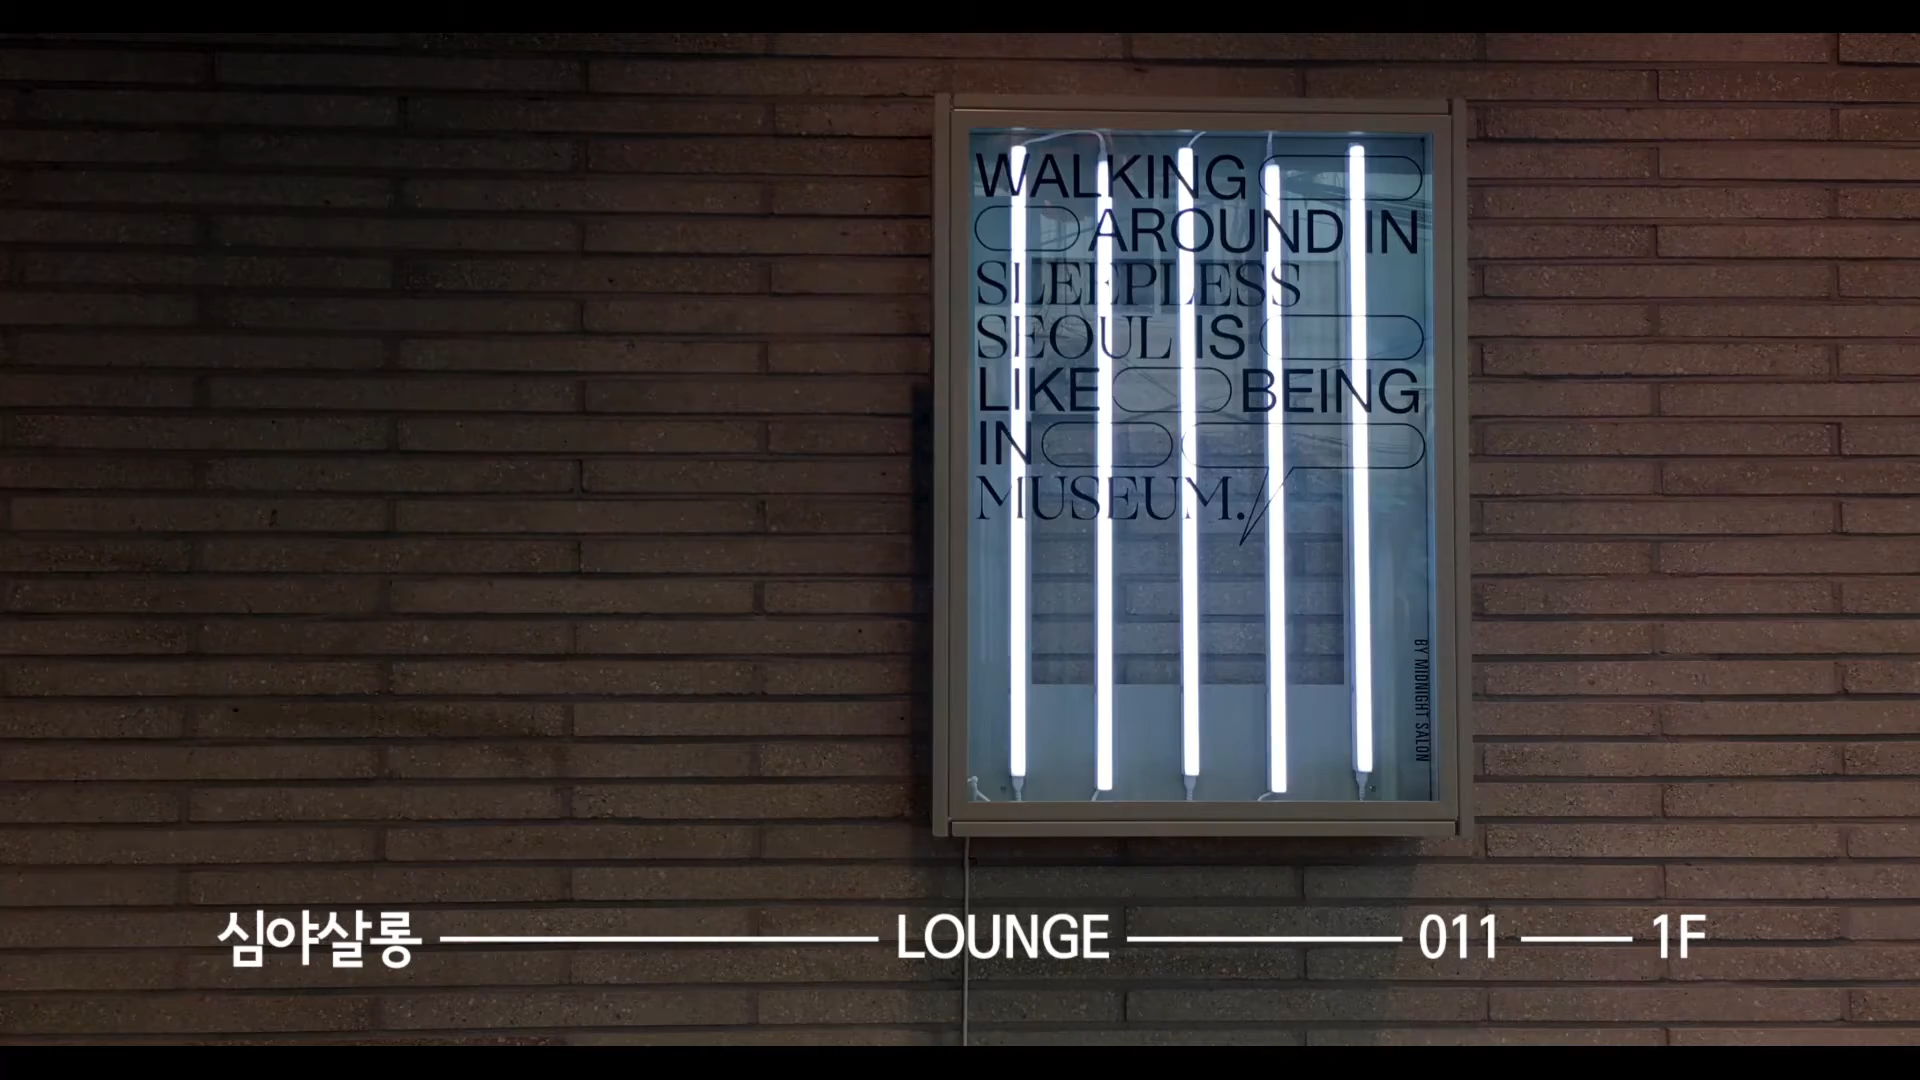 WALKING
AROUND IN
SLEEPLESS
SEOUL IS
LIKE BEING
IN
MUSEUM.
BY MIDNIGHT SALON
심야살롱 LOUNGE 011 1F